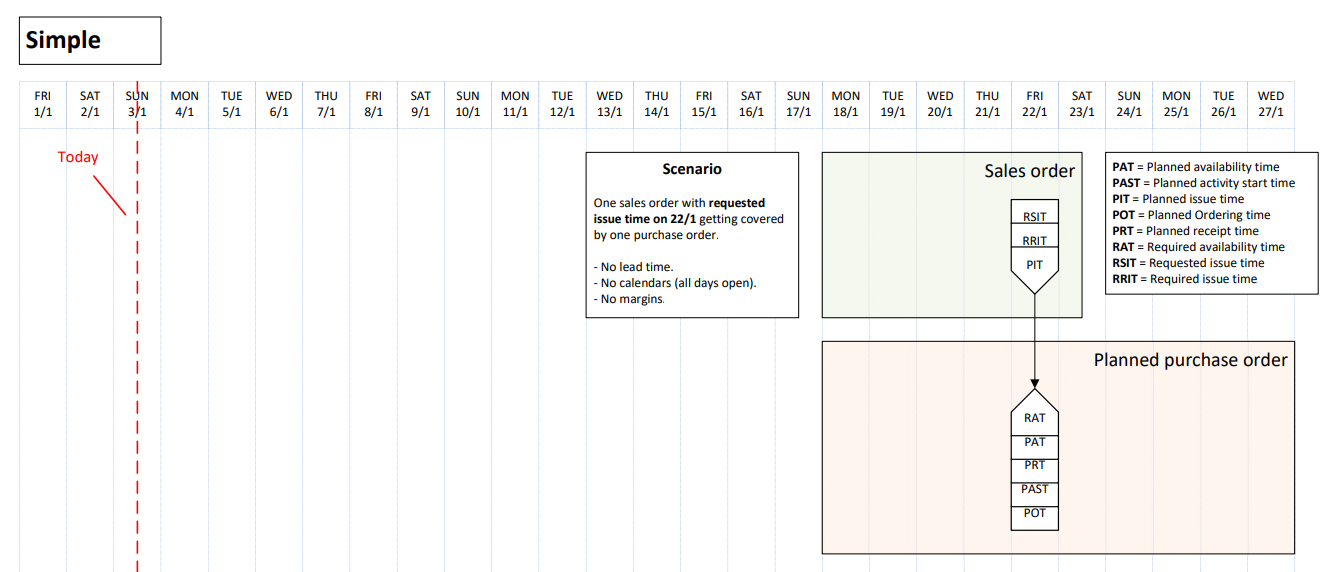 Simple
FRI SAT SUN MON TUE WED THU FRI SAT SUN MON TUE WED THU FRI SAT SUN MON TUE WED THU FRI SAT SUN MON TUE WED
1/1 2/1 3/1 4/1 5/1 6/1 7/1 8/1 9/1 10/1 11/1 12/1 13/1 14/1 15/1 16/1 17/1 18/1 19/1 20/1 21/1 22/1 23/1 24/1 25/1 26/1 27/1
Today
Scenario
One sales order with requested
issue time on 22/1 getting covered
by one purchase order.
- No lead time.
- No calendars (all days open).
- No margins.
Sales order
RSIT
RRIT
PIT
PAT = Planned availability time
PAST = Planned activity start time
PIT = Planned issue time
POT = Planned Ordering time
PRT = Planned receipt time
RAT = Required availability time
RSIT = Requested issue time
RRIT = Required issue time
Planned purchase order
RAT
PAT
PRT
PAST
POT